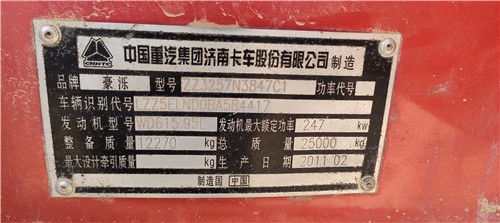 CNHTC
中国重汽集团济南卡车股份有限公司 制造
品牌 豪泺 型号 ZZ3257N3847C1 功率代号
车辆识别代号 LZZ5ELND0BA584417
发动机型号 WD615.95E 发动机最大额定功率 247 kw
整备质量 12270 kg 总质量 25000 kg
最大设计牵引质量 kg 生产日期 2011.02
制造国 中国